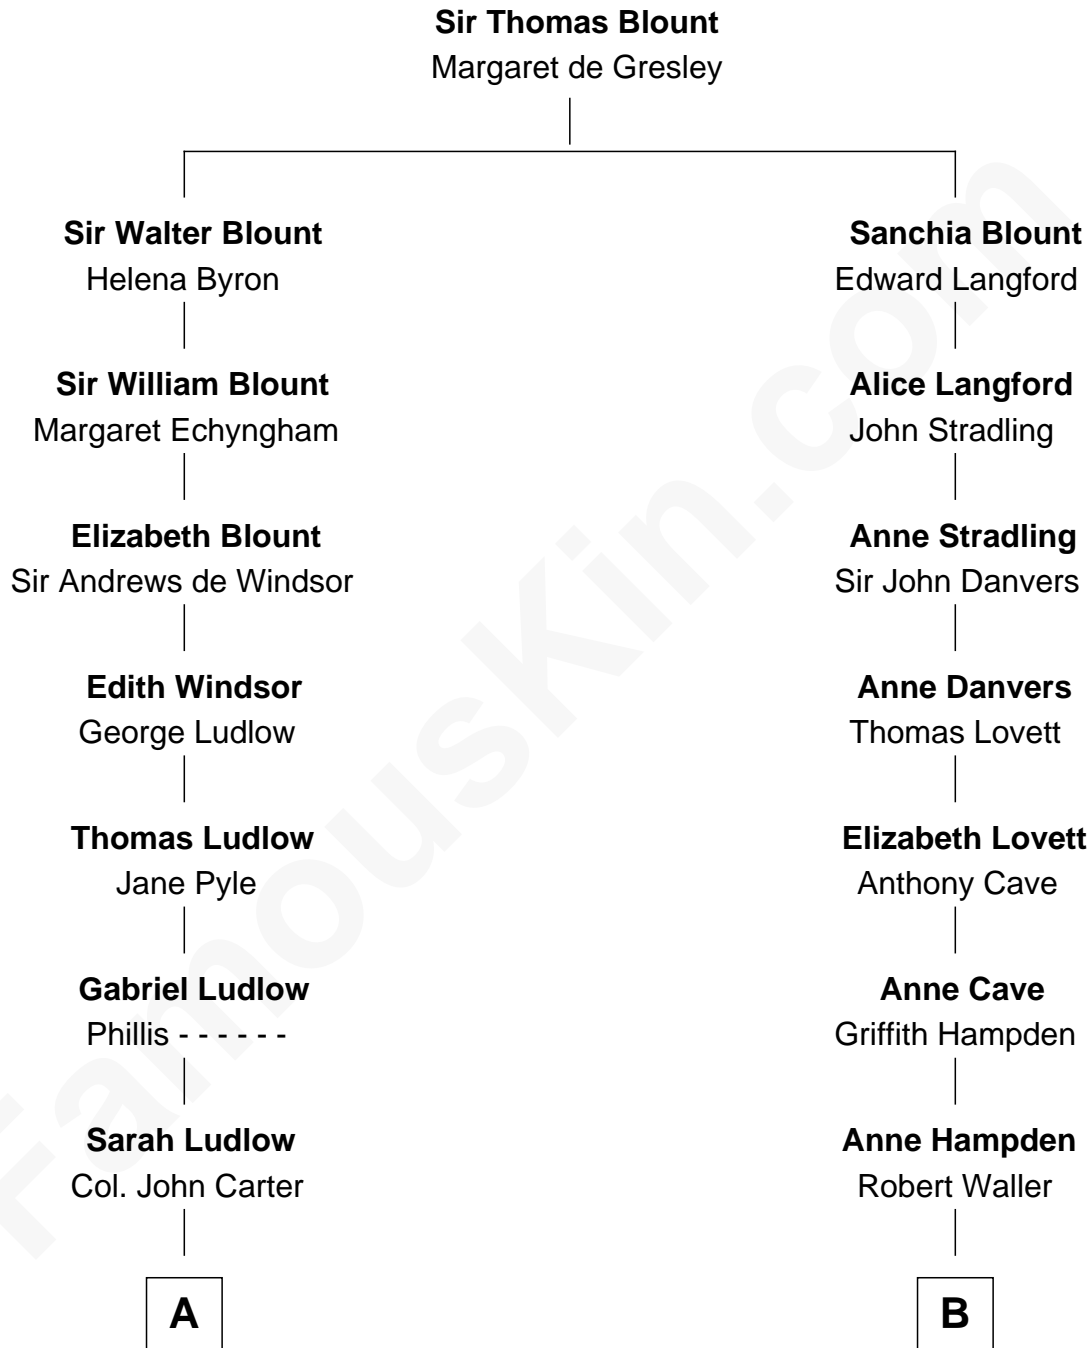 Sir Thomas Blount
Margaret de Gresley
Sir Walter Blount
Helena Byron
Sanchia Blount
Edward Langford
Sir William Blount
Margaret Echyngham
Alice Langford
John Stradling
Elizabeth Blount
Sir Andrews de Windsor
Anne Stradling
Sir John Danvers
Edith Windsor
George Ludlow
Anne Danvers
Thomas Lovett
Thomas Ludlow
Jane Pyle
Elizabeth Lovett
Anthony Cave
Gabriel Ludlow
Phillis - - - - - -
Anne Cave
Griffith Hampden
Sarah Ludlow
Col. John Carter
Anne Hampden
Robert Waller
A
B
FamousKin.com